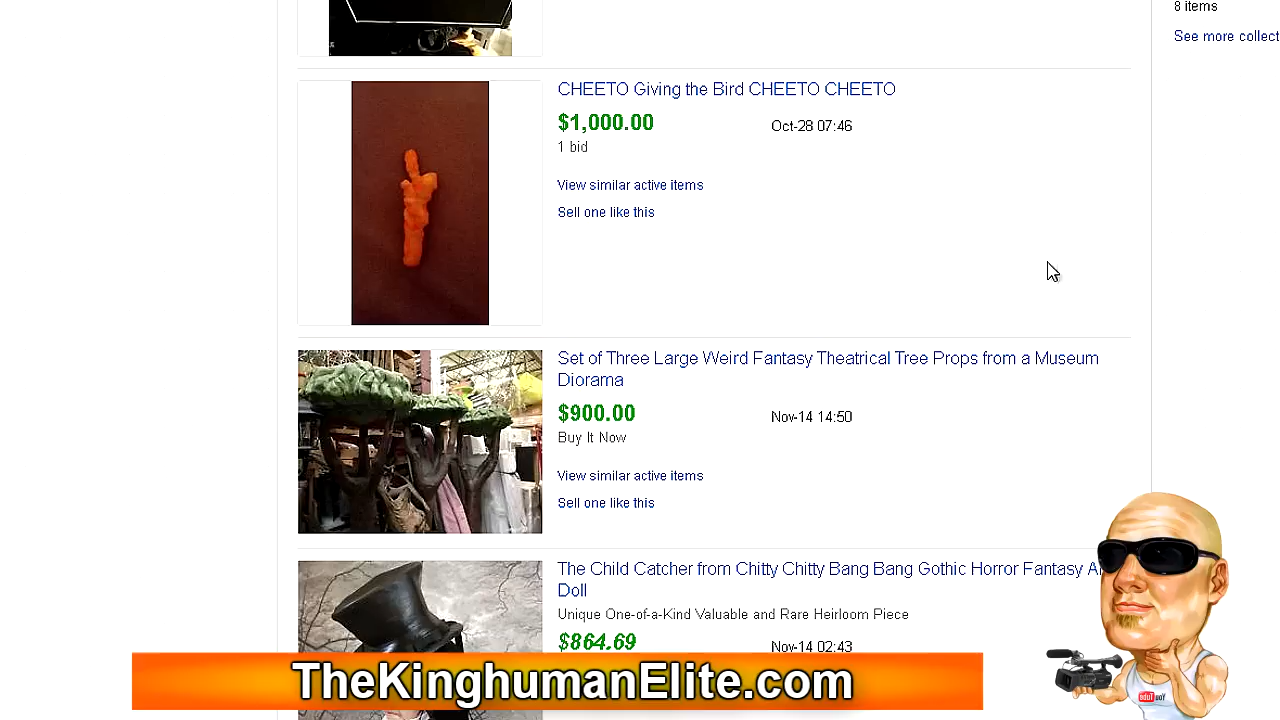 8 items
See more collect
CHEETO Giving the Bird CHEETO CHEETO
$1,000.00
Oct-28 07:46
1 bid
View similar active items
Sell one like this
Set of Three Large Weird Fantasy Theatrical Tree Props from a Museum
Diorama
$900.00
Nov-14 14:50
Buy It Now
View similar active items
Sell one like this
The Child Catcher from Chitty Chitty Bang Bang Gothic Horror Fantasy
Doll
Unique One-of-a-Kind Valuable and Rare Heirloom Piece
$864.69
Nov-14 02:43
TheKinghumanElite.com